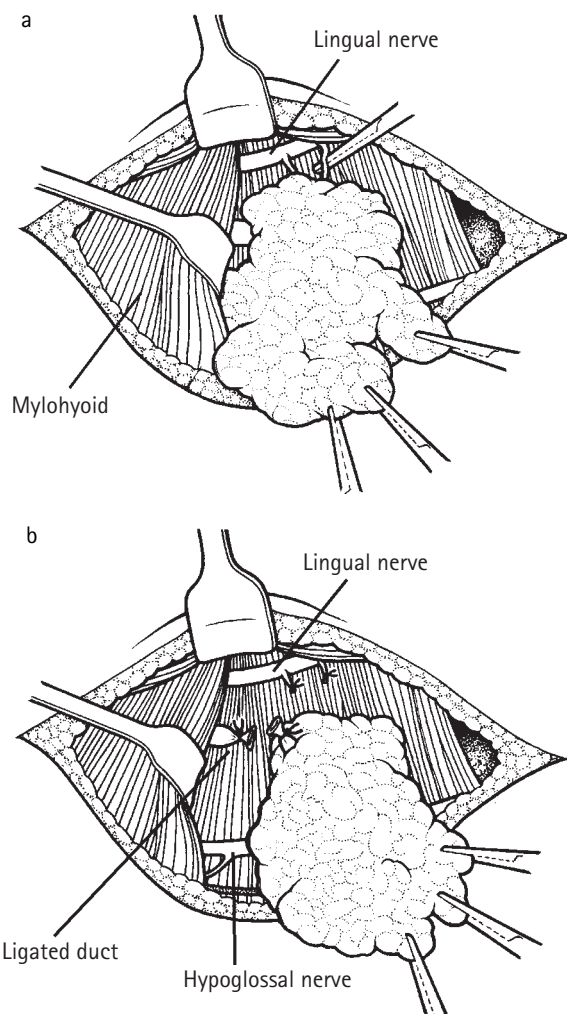 a
Lingual nerve
Mylohyoid
b
Lingual nerve
Ligated duct
Hypoglossal nerve